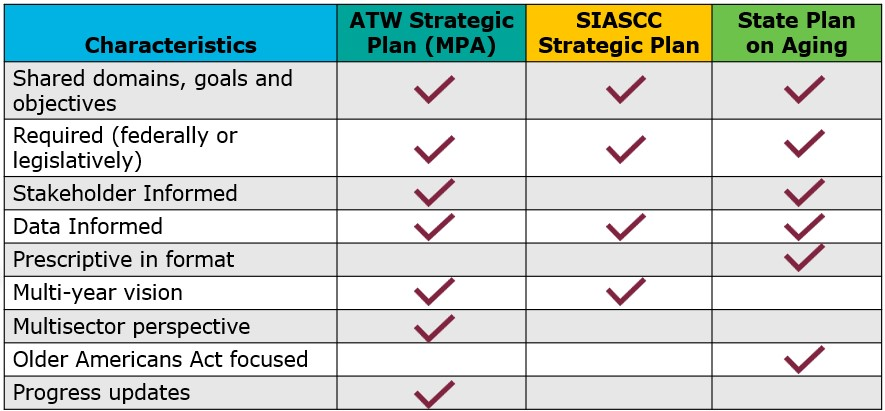 Characteristics
ATW Strategic
Plan (MPA)
SIASCC
Strategic Plan
State Plan
on Aging
Shared domains, goals and
objectives
Required (federally or
legislatively)
Stakeholder Informed
Data Informed
Prescriptive in format
Multi-year vision
Multisector perspective
Older Americans Act focused
Progress updates